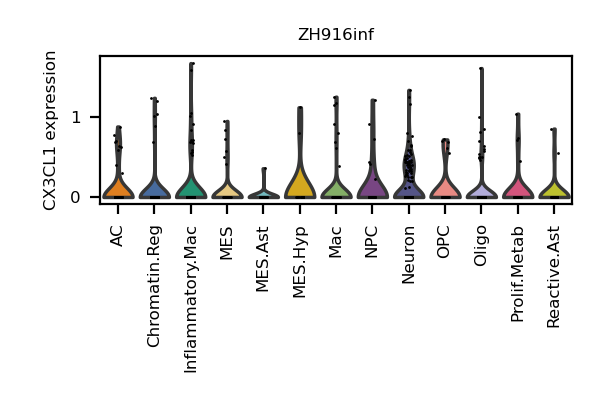 ZH916inf
CX3CL1 expression
1
0
AC
Chromatin.Reg
Inflammatory.Mac
MES
MES.Ast
MES.Hyp
Mac
NPC
Neuron
OPC
Oligo
Prolif.Metab
Reactive.Ast